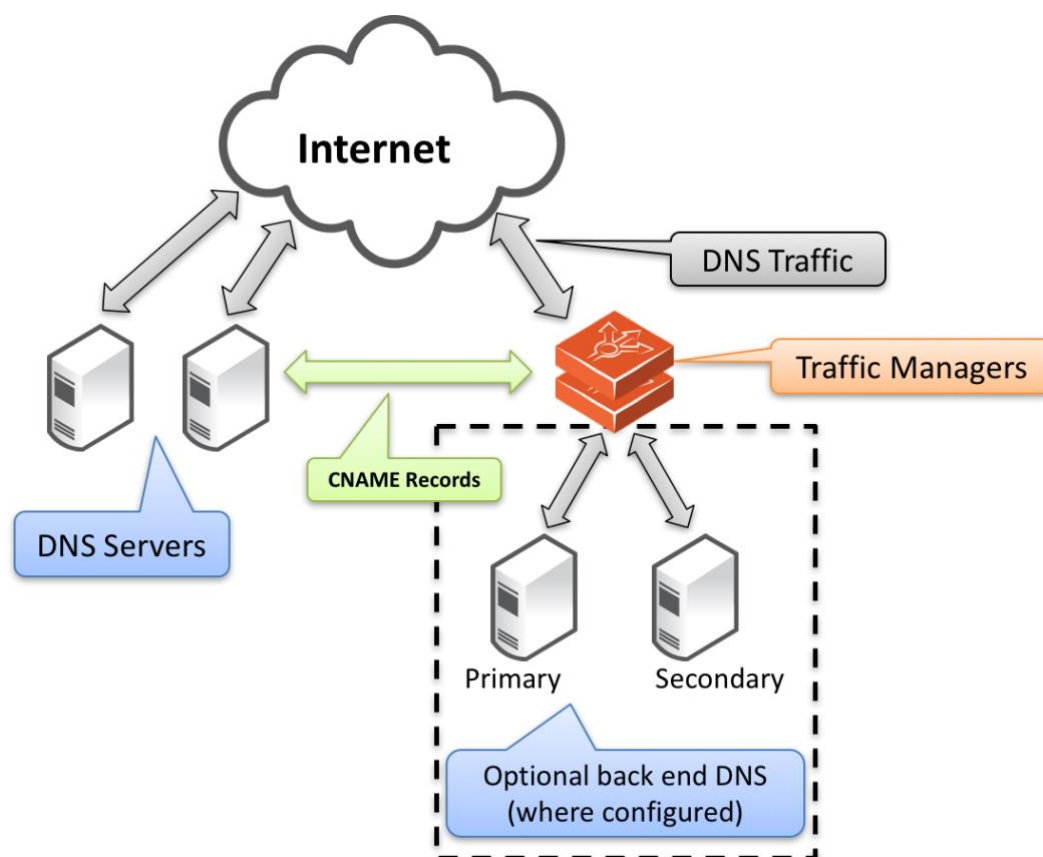 Internet
DNS Traffic
Traffic Managers
CNAME Records
DNS Servers
Primary
Secondary
Optional back end DNS
(where configured)